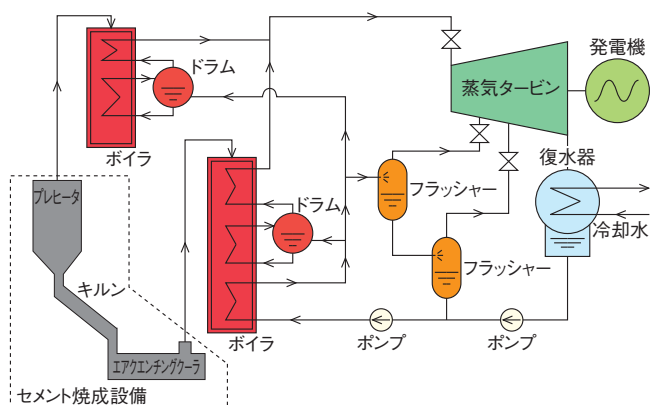 ドラム
ボイラ
蒸気タービン
発電機
復水器
冷却水
プレヒータ
キルン
エアクエンチングクーラ
セメント焼成設備
ドラム
ボイラ
フラッシャー
フラッシャー
ポンプ
ポンプ